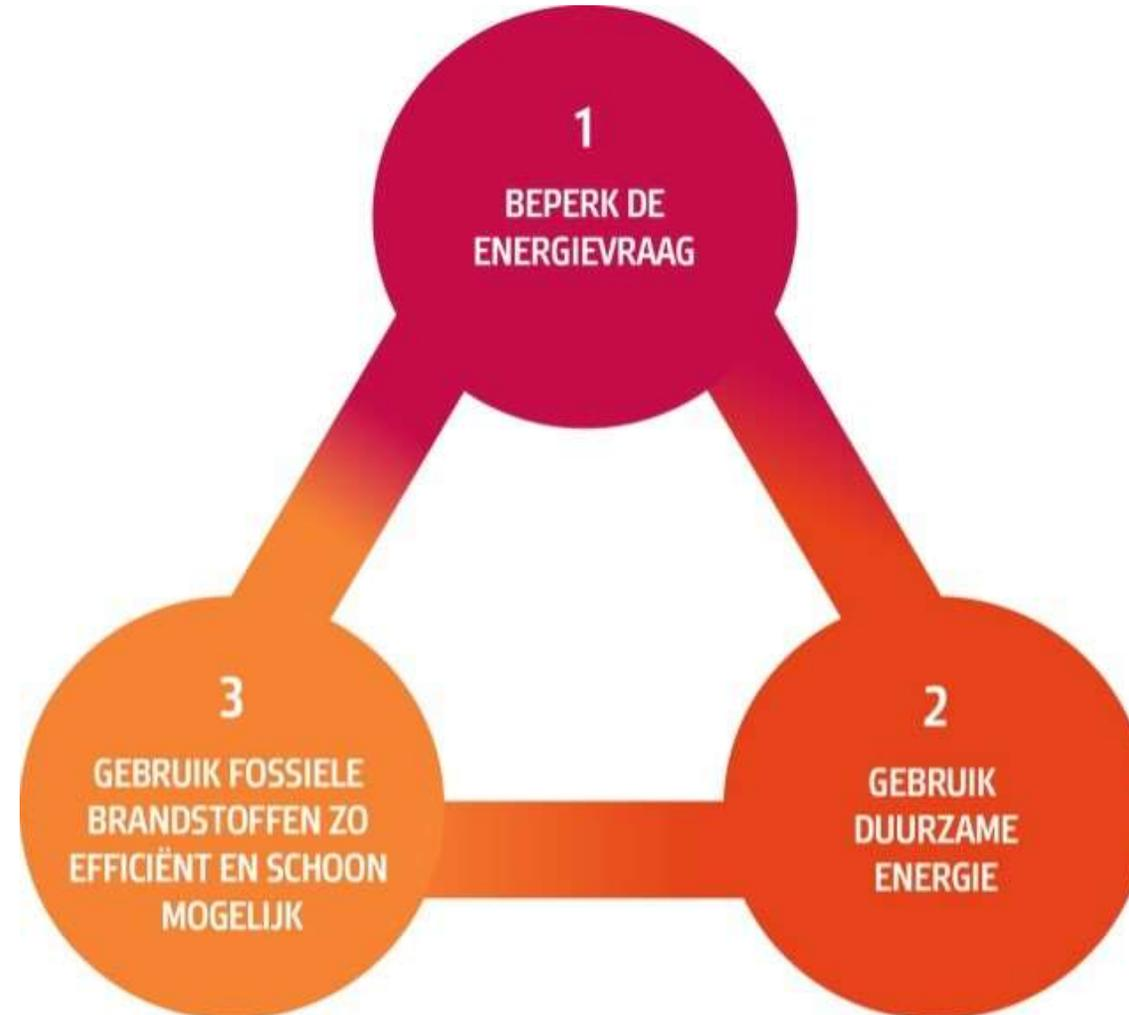 1
BEPERK DE
ENERGIEVRAAG
2
GEBRUIK
DUURZAME
ENERGIE
3
GEBRUIK FOSSIELE
BRANDSTOFFEN ZO
EFFICIËNT EN SCHOON
MOGELIJK